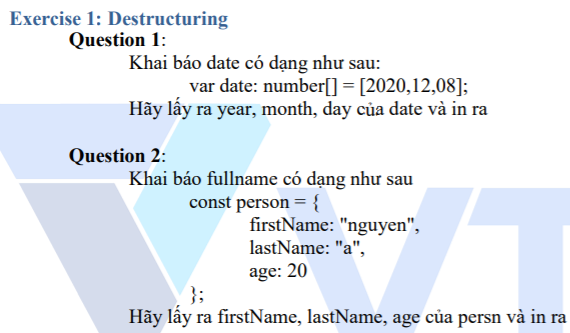 Exercise 1: Destructuring
Question 1:
Khai báo date có dạng như sau:
var date: number[] = [2020,12,08];
Hãy lấy ra year, month, day của date và in ra
Question 2:
Khai báo fullname có dạng như sau
const person = {
firstName: "nguyen",
lastName: "a",
age: 20
};
Hãy lấy ra firstName, lastName, age của persn và in ra
VT